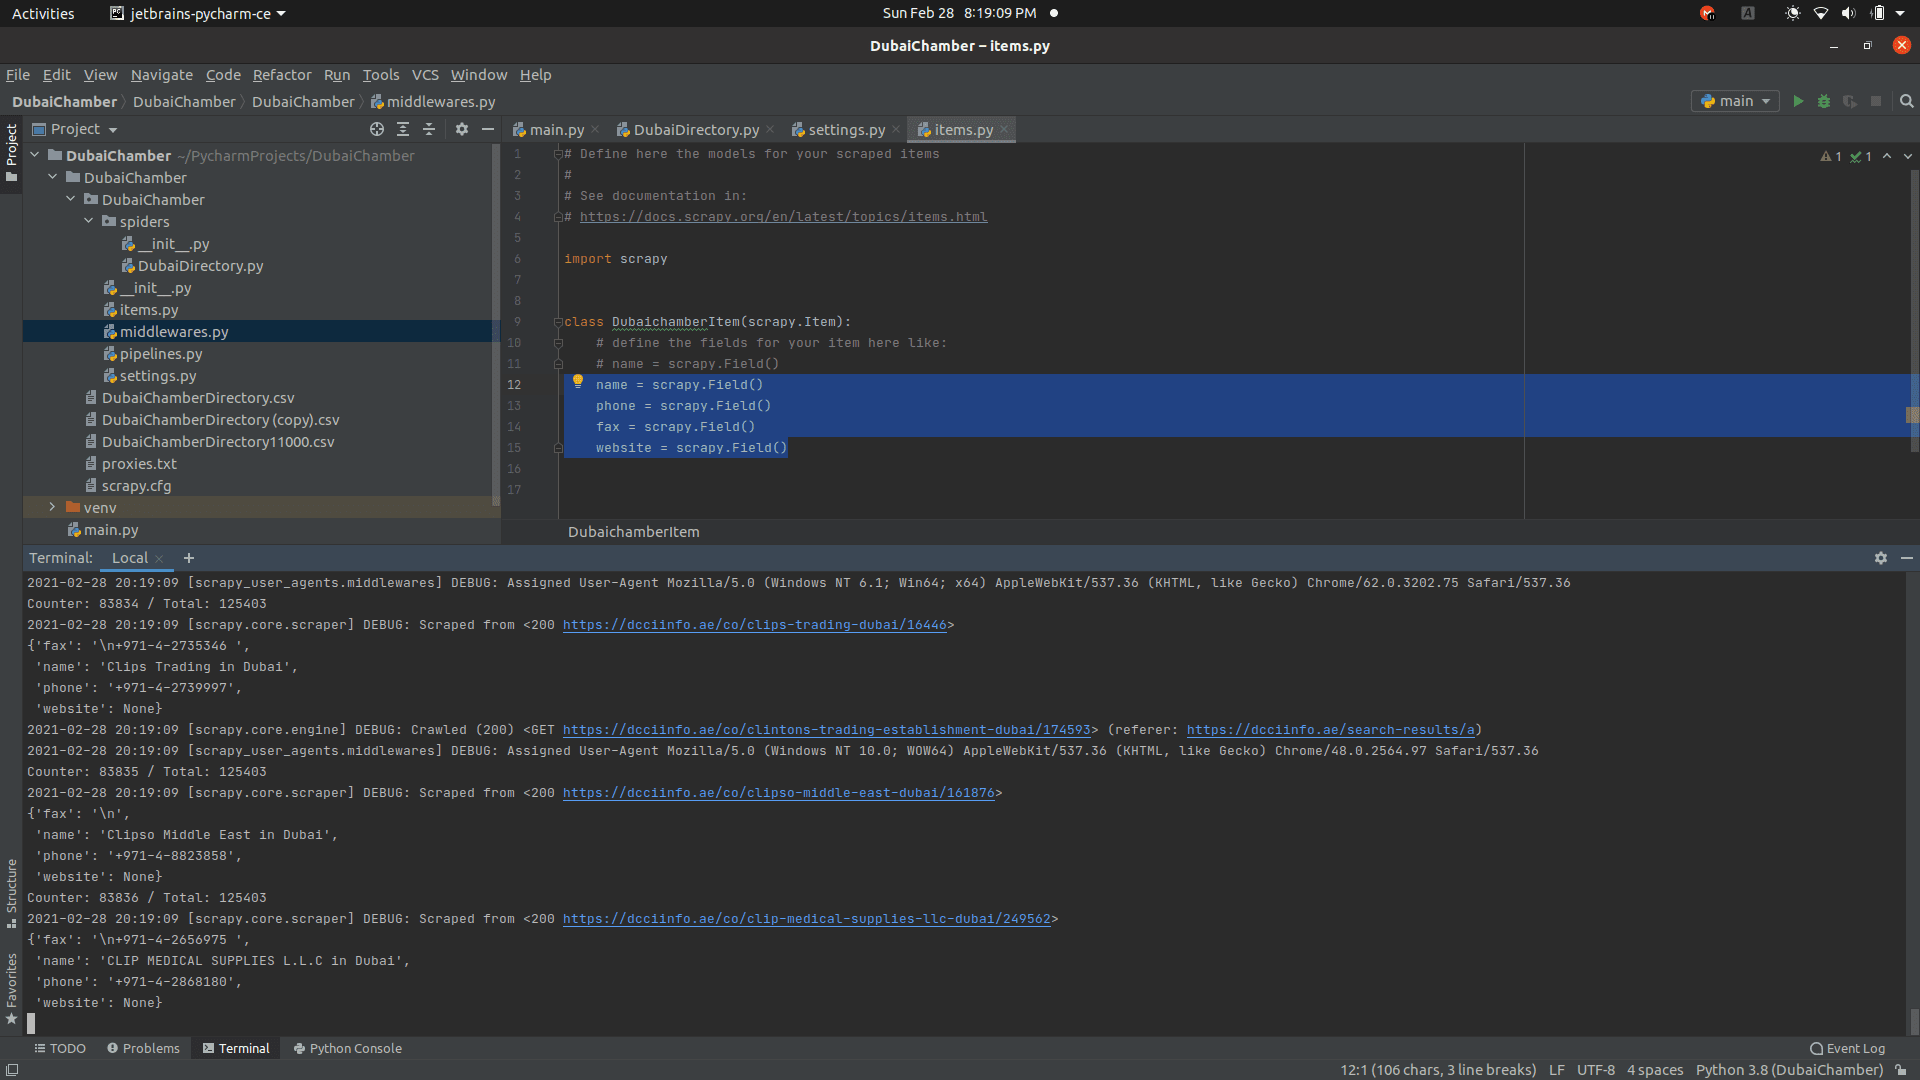 Activities jetbrains-pycharm-ce Sun Feb 28 8:19:09 PM
DubaiChamber – items.py
File Edit View Navigate Code Refactor Run Tools VCS Window Help
DubaiChamber DubaiChamber DubaiChamber middlewares.py main
Project
Project
main.py DubaiDirectory.py settings.py items.py
DubaiChamber ~/PycharmProjects/DubaiChamber
DubaiChamber
DubaiChamber
spiders
__init__.py
DubaiDirectory.py
__init__.py
items.py
middlewares.py
pipelines.py
settings.py
DubaiChamberDirectory.csv
DubaiChamberDirectory (copy).csv
DubaiChamberDirectory11000.csv
proxies.txt
scrapy.cfg
venv
main.py
1 # Define here the models for your scraped items
2 #
3 # See documentation in:
4 # https://docs.scrapy.org/en/latest/topics/items.html
5
6 import scrapy
7
8
9 class DubaichamberItem(scrapy.Item):
10 # define the fields for your item here like:
11 # name = scrapy.Field()
12 name = scrapy.Field()
13 phone = scrapy.Field()
14 fax = scrapy.Field()
15 website = scrapy.Field()
16
17
1 1
DubaichamberItem
Terminal: Local +
2021-02-28 20:19:09 [scrapy_user_agents.middlewares] DEBUG: Assigned User-Agent Mozilla/5.0 (Windows NT 6.1; Win64; x64) AppleWebKit/537.36 (KHTML, like Gecko) Chrome/62.0.3202.75 Safari/537.36
Counter: 83834 / Total: 125403
2021-02-28 20:19:09 [scrapy.core.scraper] DEBUG: Scraped from <200 https://dcciinfo.ae/co/clips-trading-dubai/16446>
{'fax': '\n+971-4-2735346 ',
'name': 'Clips Trading in Dubai',
'phone': '+971-4-2739997',
'website': None}
2021-02-28 20:19:09 [scrapy.core.engine] DEBUG: Crawled (200) <GET https://dcciinfo.ae/co/clintons-trading-establishment-dubai/174593> (referer: https://dcciinfo.ae/search-results/a)
2021-02-28 20:19:09 [scrapy_user_agents.middlewares] DEBUG: Assigned User-Agent Mozilla/5.0 (Windows NT 10.0; WOW64) AppleWebKit/537.36 (KHTML, like Gecko) Chrome/48.0.2564.97 Safari/537.36
Counter: 83835 / Total: 125403
2021-02-28 20:19:09 [scrapy.core.scraper] DEBUG: Scraped from <200 https://dcciinfo.ae/co/clipso-middle-east-dubai/161876>
{'fax': '\n',
'name': 'Clipso Middle East in Dubai',
'phone': '+971-4-8823858',
'website': None}
Counter: 83836 / Total: 125403
2021-02-28 20:19:09 [scrapy.core.scraper] DEBUG: Scraped from <200 https://dcciinfo.ae/co/clip-medical-supplies-llc-dubai/249562>
{'fax': '\n+971-4-2656975 ',
'name': 'CLIP MEDICAL SUPPLIES L.L.C in Dubai',
'phone': '+971-4-2868180',
'website': None}
Structure
Favorites
TODO Problems Terminal Python Console Event Log
12:1 (106 chars, 3 line breaks) LF UTF-8 4 spaces Python 3.8 (DubaiChamber)